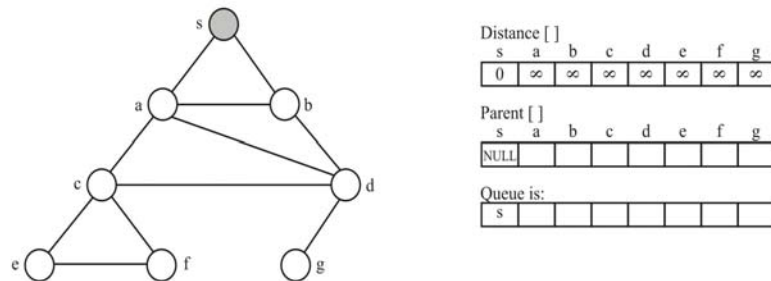 s
a
b
c
d
e
f
g
Distance [ ]
s a b c d e f g
0 ∞ ∞ ∞ ∞ ∞ ∞ ∞
Parent [ ]
s a b c d e f g
NULL
Queue is:
s